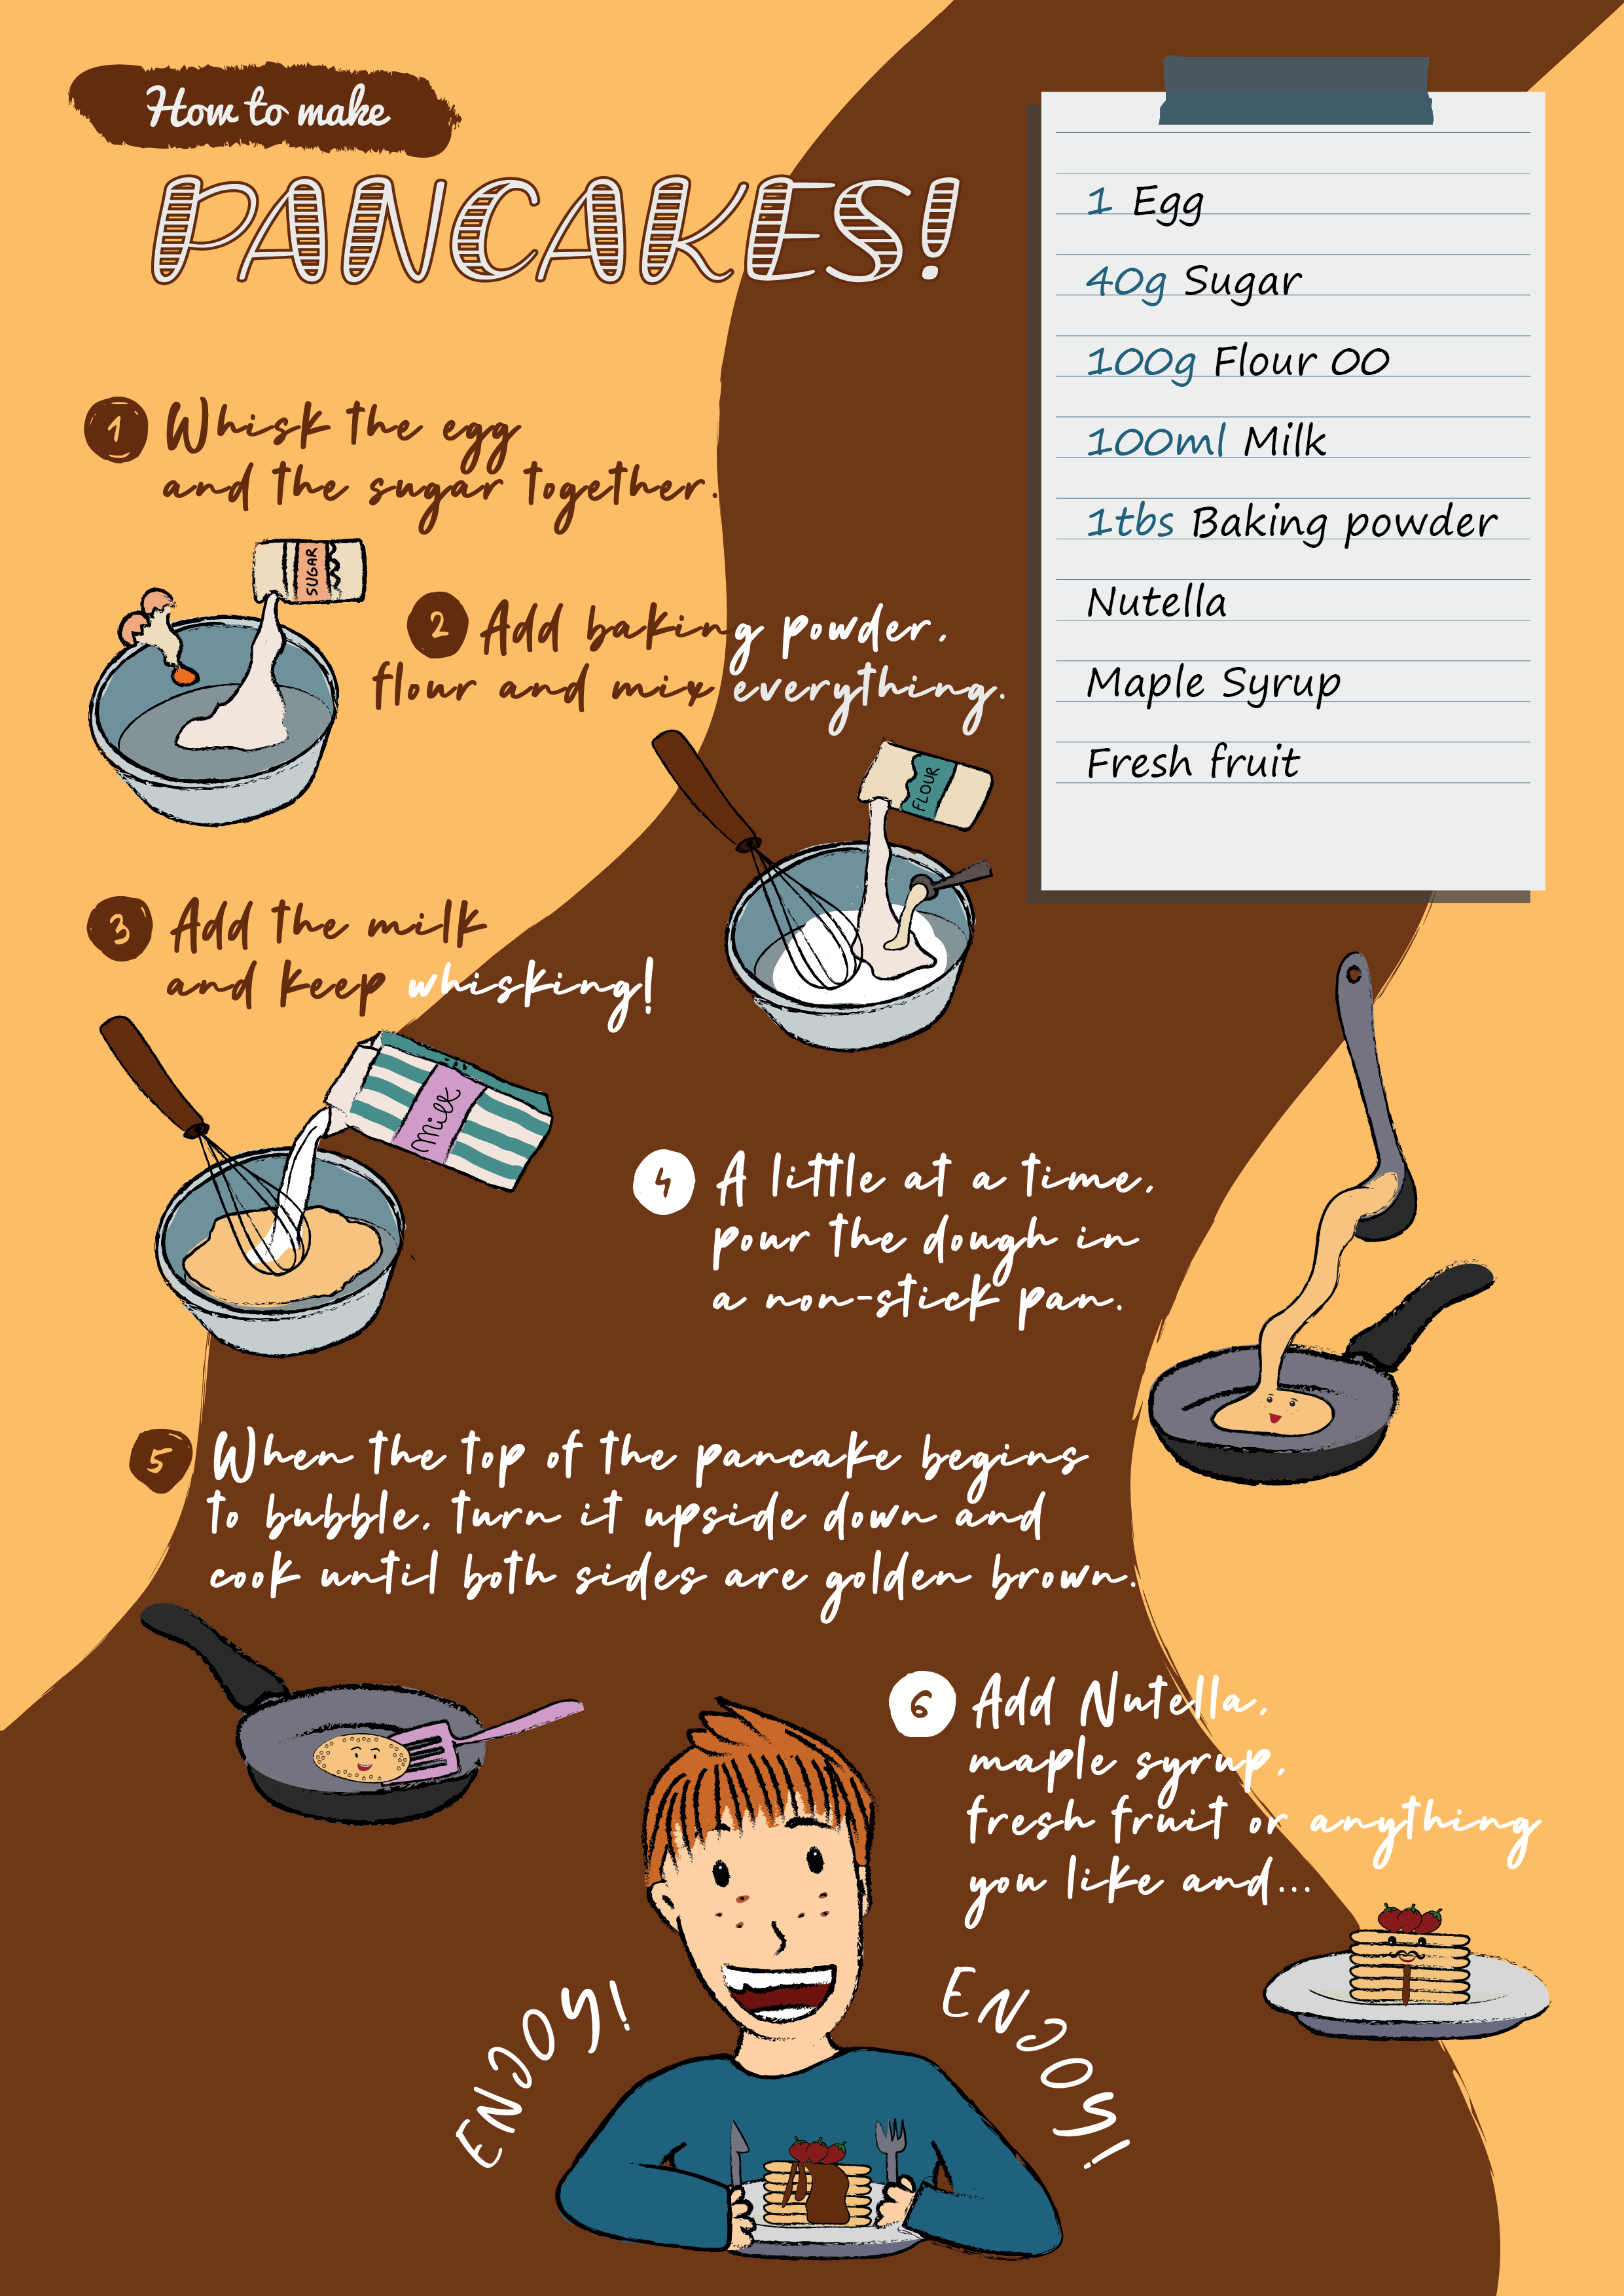 How to make
PANCAKES!
1 Egg
40g Sugar
100g Flour 00
100ml Milk
1tbs Baking powder
Nutella
Maple Syrup
Fresh fruit
1 Whisk the egg
and the sugar together.
SUGAR
2 Add baking powder,
flour and mix everything.
FLOUR
3 Add the milk
and keep whisking!
Milk
4 A little at a time,
pour the dough in
a non-stick pan.
5 When the top of the pancake begins
to bubble, turn it upside down and
cook until both sides are golden brown.
6 Add Nutella,
maple syrup,
fresh fruit or anything
you like and...
ENJOY!
ENJOY!